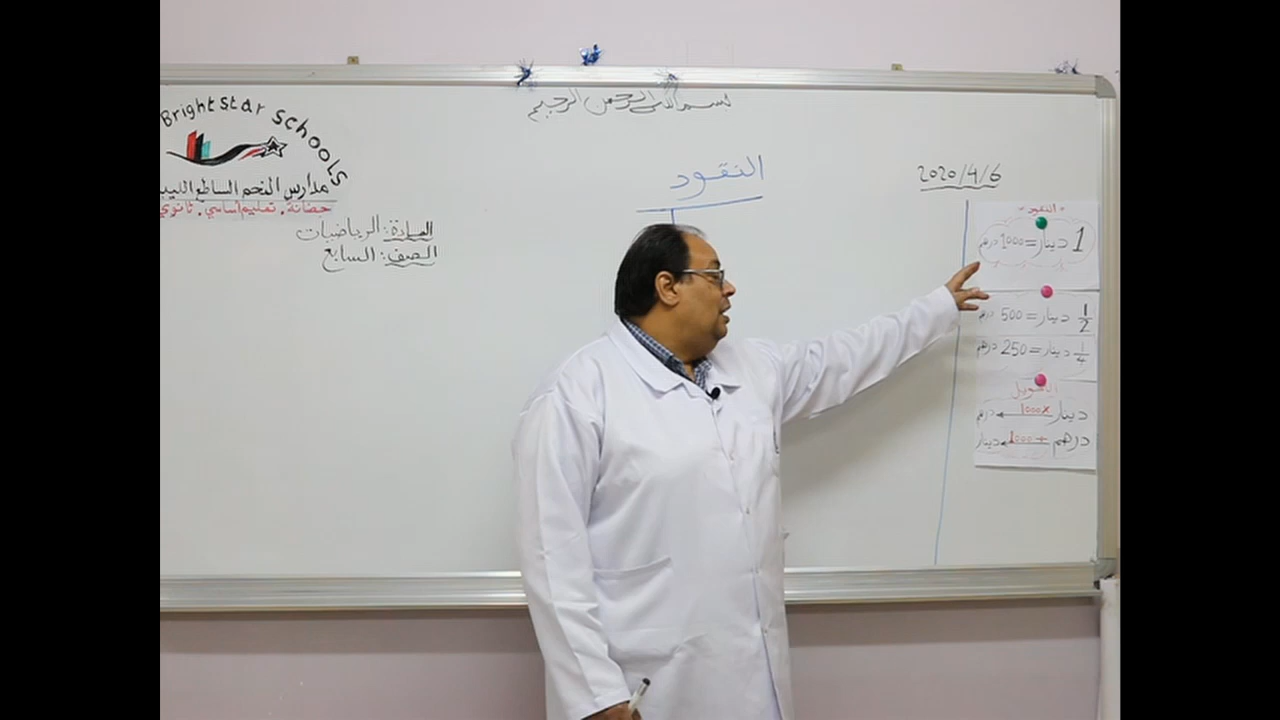 بسم الله الرحمن الرحيم
Bright star schools
مدارس النجم الساطع الليبية
حضانة. تعليم أساسي. ثانوي
المادة: الرياضيات
الصف: السابع
النقود
2020/4/6
النقود
1 دينار = 1000 درهم
1/2 دينار = 500 درهم
1/4 دينار = 250 درهم
التحويل
دينار 1000× درهم
درهم 1000÷ دينار